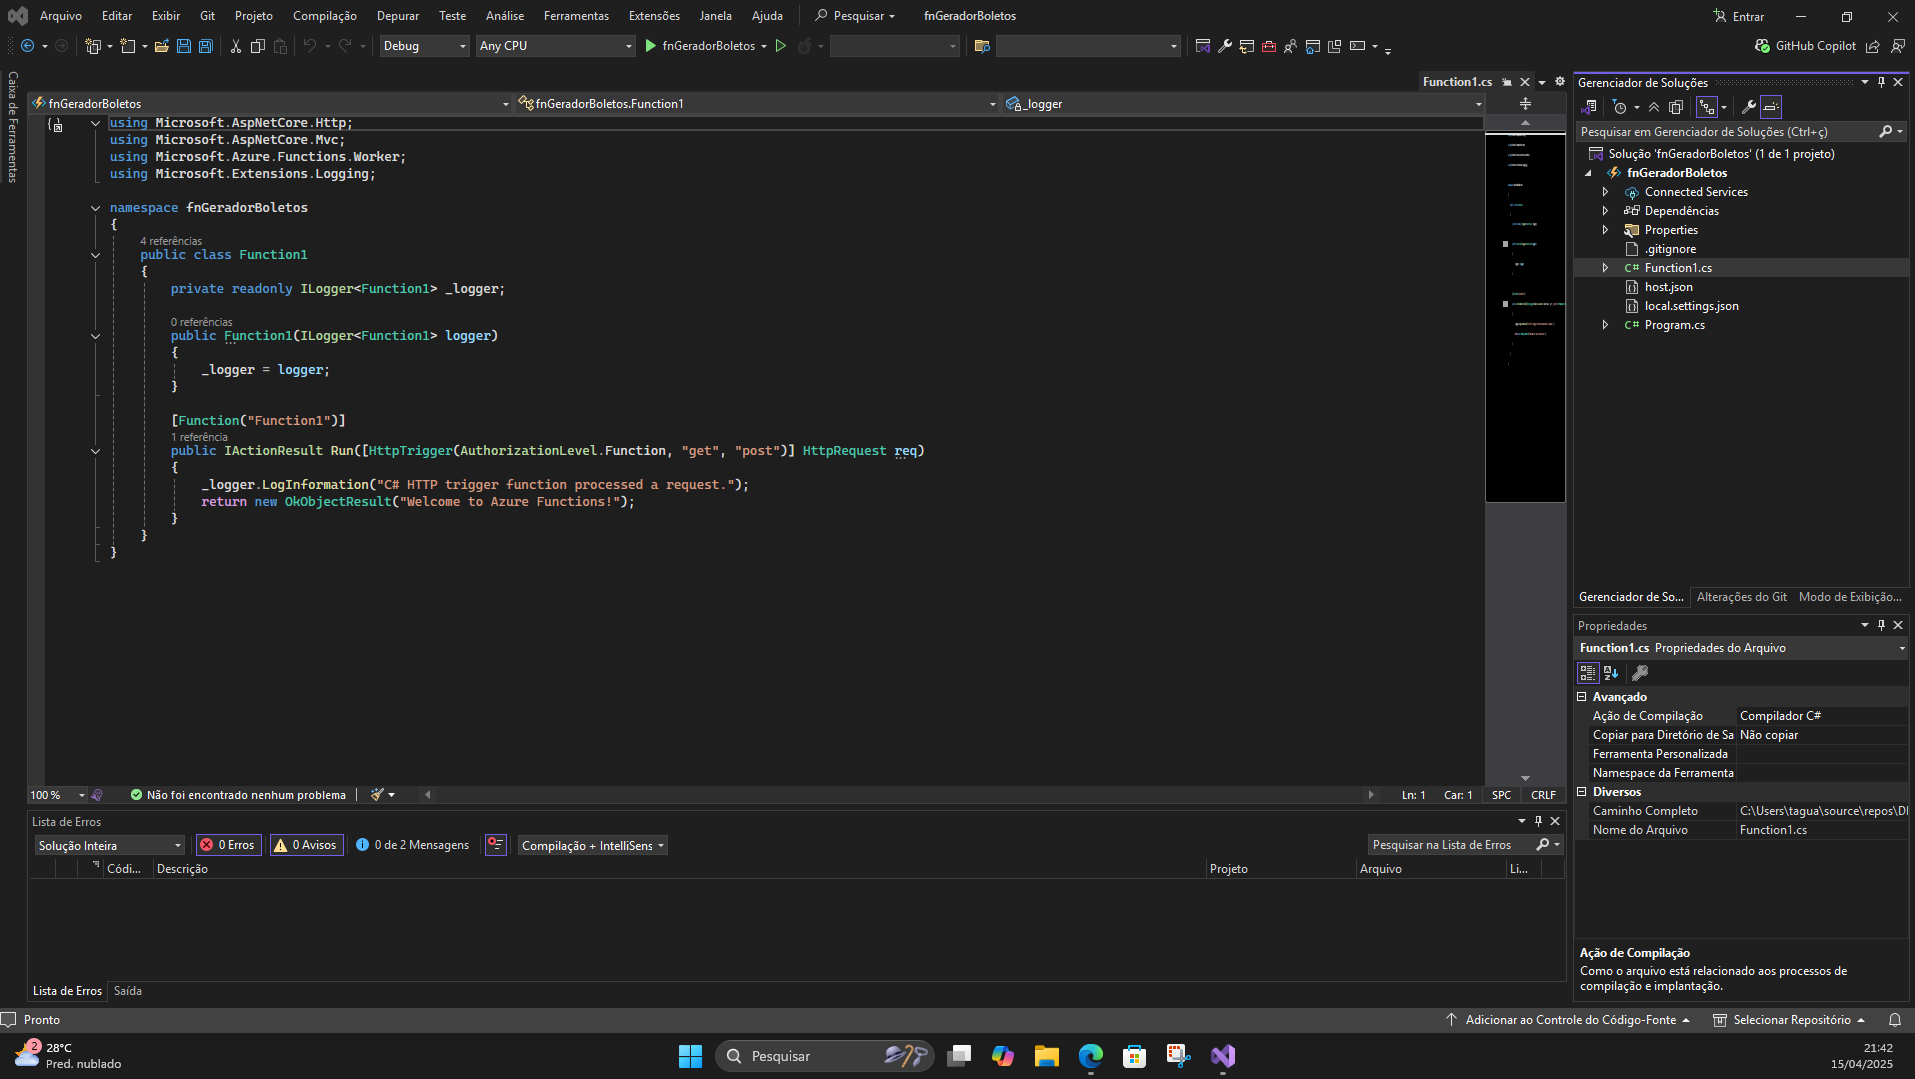 Arquivo Editar Exibir Git Projeto Compilação Depurar Teste Análise Ferramentas Extensões Janela Ajuda Pesquisar fnGeradorBoletos Entrar
Debug Any CPU fnGeradorBoletos GitHub Copilot
Caixa de Ferramentas
Function1.cs
fnGeradorBoletos fnGeradorBoletos.Function1 _logger
using Microsoft.AspNetCore.Http;
using Microsoft.AspNetCore.Mvc;
using Microsoft.Azure.Functions.Worker;
using Microsoft.Extensions.Logging;
namespace fnGeradorBoletos
{
4 referências
public class Function1
{
private readonly ILogger<Function1> _logger;
0 referências
public Function1(ILogger<Function1> logger)
{
_logger = logger;
}
[Function("Function1")]
1 referência
public IActionResult Run([HttpTrigger(AuthorizationLevel.Function, "get", "post")] HttpRequest req)
{
_logger.LogInformation("C# HTTP trigger function processed a request.");
return new OkObjectResult("Welcome to Azure Functions!");
}
}
}
100 % Não foi encontrado nenhum problema Ln: 1 Car: 1 SPC CRLF
Lista de Erros
Solução Inteira 0 Erros 0 Avisos 0 de 2 Mensagens Compilação + IntelliSens Pesquisar na Lista de Erros
Códi... Descrição Projeto Arquivo Li...
Lista de Erros Saída
Gerenciador de Soluções
Pesquisar em Gerenciador de Soluções (Ctrl+ç)
Solução 'fnGeradorBoletos' (1 de 1 projeto)
fnGeradorBoletos
Connected Services
Dependências
Properties
.gitignore
C# Function1.cs
host.json
local.settings.json
C# Program.cs
Gerenciador de So... Alterações do Git Modo de Exibição...
Propriedades
Function1.cs Propriedades do Arquivo
Avançado
Ação de Compilação Compilador C#
Copiar para Diretório de Sa Não copiar
Ferramenta Personalizada
Namespace da Ferramenta
Diversos
Caminho Completo C:\Users\tagua\source\repos\DI
Nome do Arquivo Function1.cs
Ação de Compilação
Como o arquivo está relacionado aos processos de
compilação e implantação.
Pronto Adicionar ao Controle do Código-Fonte Selecionar Repositório
2 28°C
Pred. nublado
Pesquisar
21:42
15/04/2025